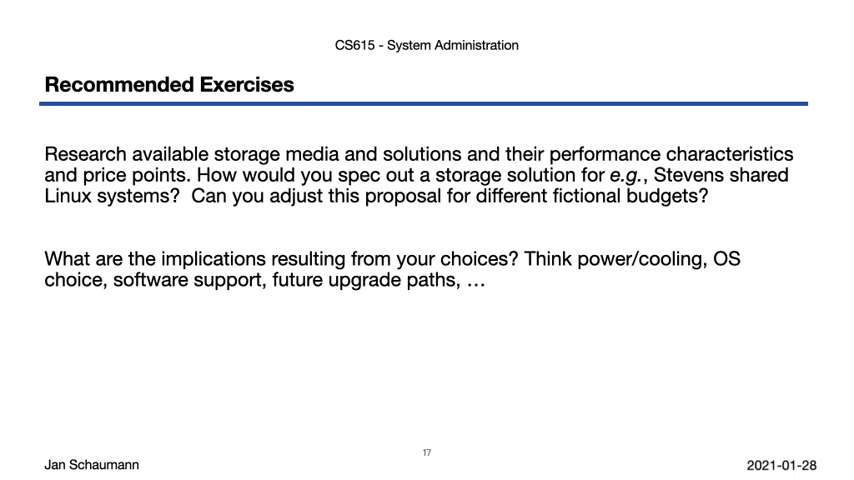 CS615 - System Administration
Recommended Exercises
Research available storage media and solutions and their performance characteristics
and price points. How would you spec out a storage solution for e.g., Stevens shared
Linux systems?  Can you adjust this proposal for different fictional budgets?
What are the implications resulting from your choices? Think power/cooling, OS
choice, software support, future upgrade paths, …
17
Jan Schaumann
2021-01-28